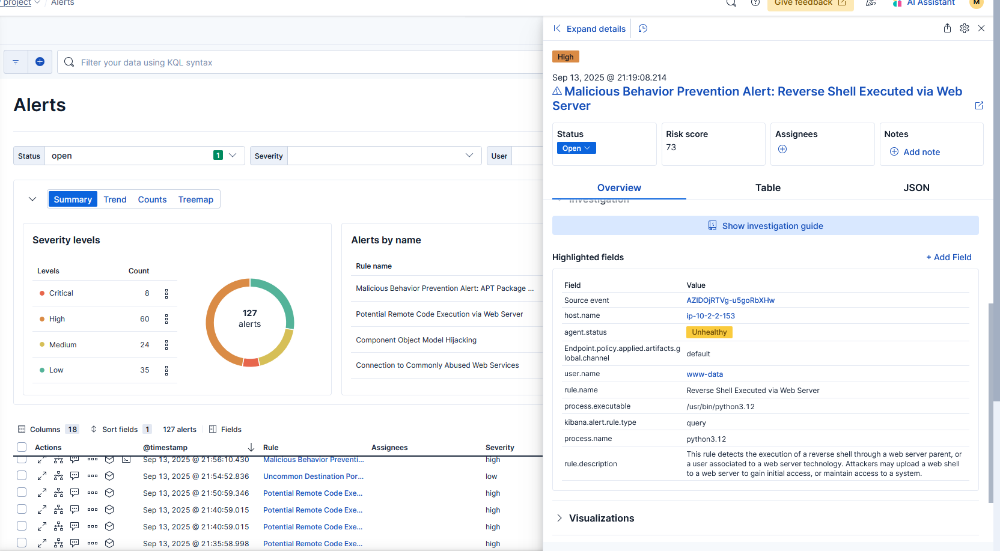 project
Alerts
Give feedback
AI Assistant
M
Filter your data using KQL syntax
Alerts
Status
open
1
Severity
User
Summary
Trend
Counts
Treemap
Severity levels
Levels
Count
Critical
8
High
60
Medium
24
Low
35
127
alerts
Alerts by name
Rule name
Malicious Behavior Prevention Alert: APT Package ...
Potential Remote Code Execution via Web Server
Component Object Model Hijacking
Connection to Commonly Abused Web Services
Columns 18
Sort fields 1
127 alerts
Fields
Actions
@timestamp
Rule
Assignees
Severity
Sep 13, 2025 @ 21:56:10.430 Malicious Behavior Preventi... high
Sep 13, 2025 @ 21:54:52.836 Uncommon Destination Por... low
Sep 13, 2025 @ 21:50:59.346 Potential Remote Code Exe... high
Sep 13, 2025 @ 21:40:59.015 Potential Remote Code Exe... high
Sep 13, 2025 @ 21:40:59.015 Potential Remote Code Exe... high
Sep 13, 2025 @ 21:35:58.998 Potential Remote Code Exe... high
Expand details
High
Sep 13, 2025 @ 21:19:08.214
Malicious Behavior Prevention Alert: Reverse Shell Executed via Web
Server
Status
Open
Risk score
73
Assignees
Notes
Add note
Overview
Table
JSON
Investigation
Show investigation guide
Highlighted fields
+ Add Field
Field
Value
Source event
AZlDOjRTVg-u5goRbXHw
host.name
ip-10-2-2-153
agent.status
Unhealthy
Endpoint.policy.applied.artifacts.g
lobal.channel
default
user.name
www-data
rule.name
Reverse Shell Executed via Web Server
process.executable
/usr/bin/python3.12
kibana.alert.rule.type
query
process.name
python3.12
rule.description
This rule detects the execution of a reverse shell through a web server parent, or
a user associated to a web server technology. Attackers may upload a web shell
to a web server to gain initial access, or maintain access to a system.
Visualizations